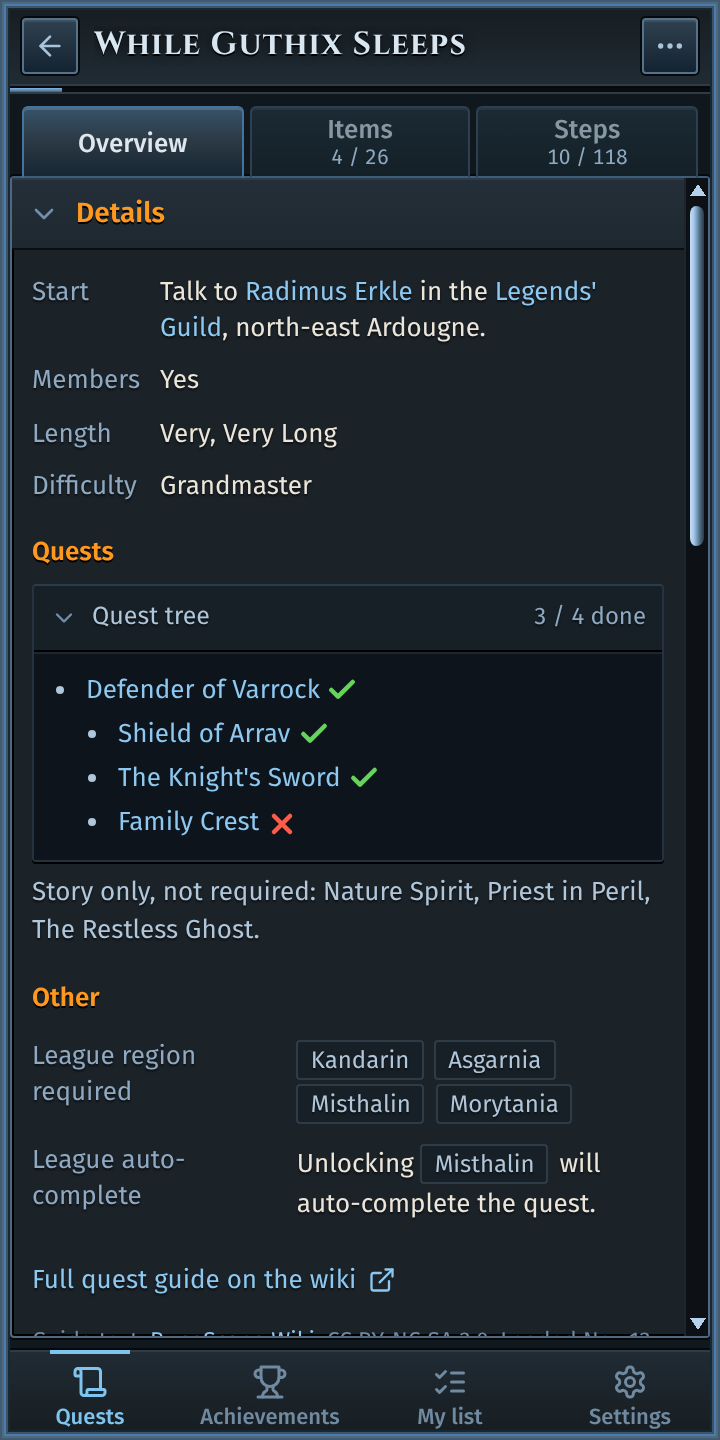 While Guthix Sleeps
Overview
Items
4 / 26
Steps
10 / 118
Details
Start
Talk to Radimus Erkle in the Legends'
Guild, north-east Ardougne.
Members
Yes
Length
Very, Very Long
Difficulty
Grandmaster
Quests
Quest tree
3 / 4 done
Defender of Varrock
Shield of Arrav
The Knight's Sword
Family Crest
Story only, not required: Nature Spirit, Priest in Peril,
The Restless Ghost.
Other
League region
required
Kandarin
Asgarnia
Misthalin
Morytania
League auto-
complete
Unlocking Misthalin will
auto-complete the quest.
Full quest guide on the wiki
Quests
Achievements
My list
Settings